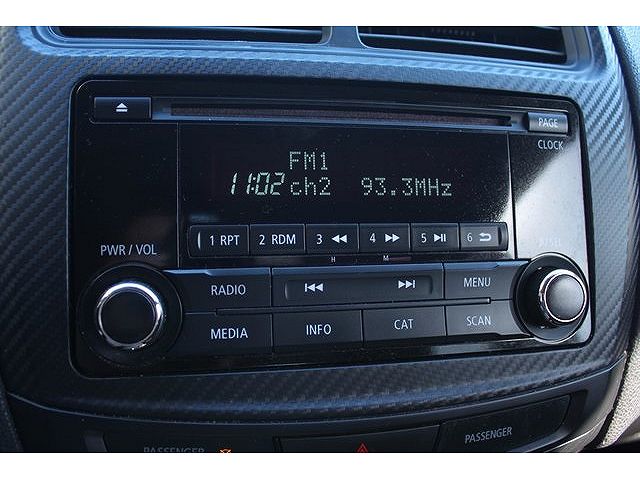 PAGE
CLOCK
FM1
11:02 ch2 93.3MHz
PWR / VOL
1 RPT 2 RDM 3 4 5 6
H M
RADIO MENU
MEDIA INFO CAT SCAN
PASSENGER PASSENGER